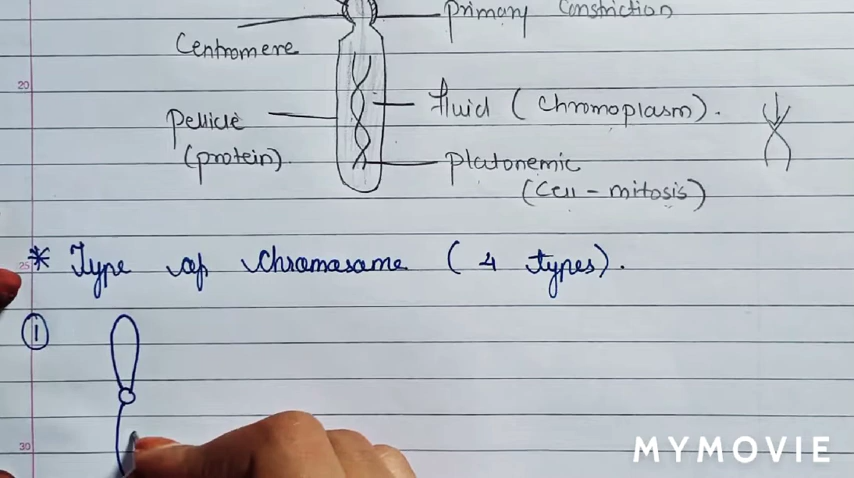 Primary Constriction
Centromere
20
fluid (Chromoplasm).
Pellicle
(protein).
Platonemic
(Cell - mitosis)
25
* Type of Chromasame ( 4 types).
1
30
MYMOVIE